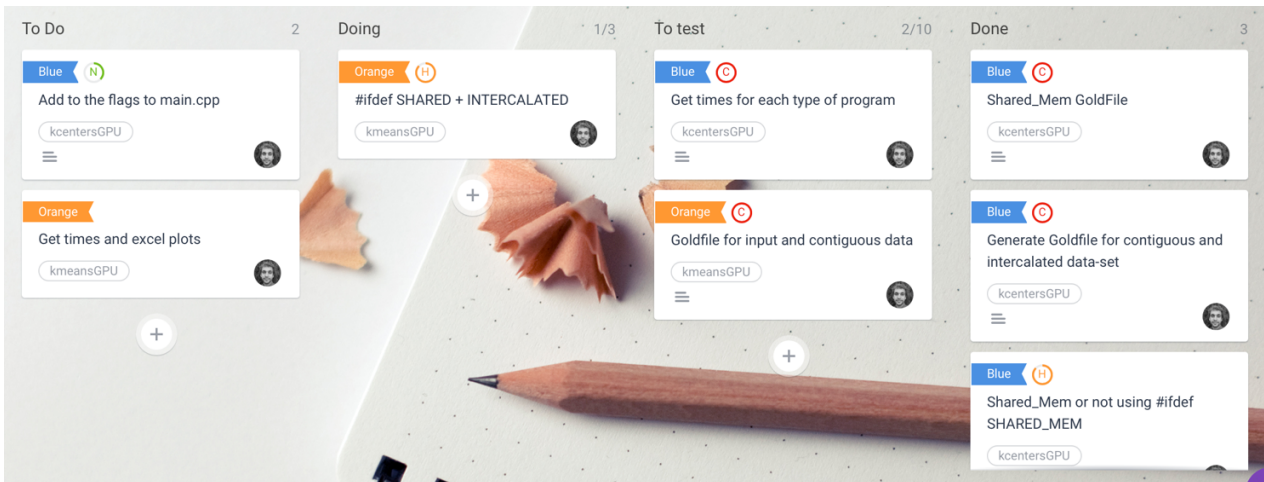 To Do 2
Blue N
Add to the flags to main.cpp
kcentersGPU
Orange
Get times and excel plots
kmeansGPU
+
Doing 1/3
Orange H
#ifdef SHARED + INTERCALATED
kmeansGPU
+
To test 2/10
Blue C
Get times for each type of program
kcentersGPU
Orange C
Goldfile for input and contiguous data
kmeansGPU
+
Done 3
Blue C
Shared_Mem GoldFile
kcentersGPU
Blue C
Generate Goldfile for contiguous and
intercalated data-set
kcentersGPU
Blue H
Shared_Mem or not using #ifdef
SHARED_MEM
kcentersGPU